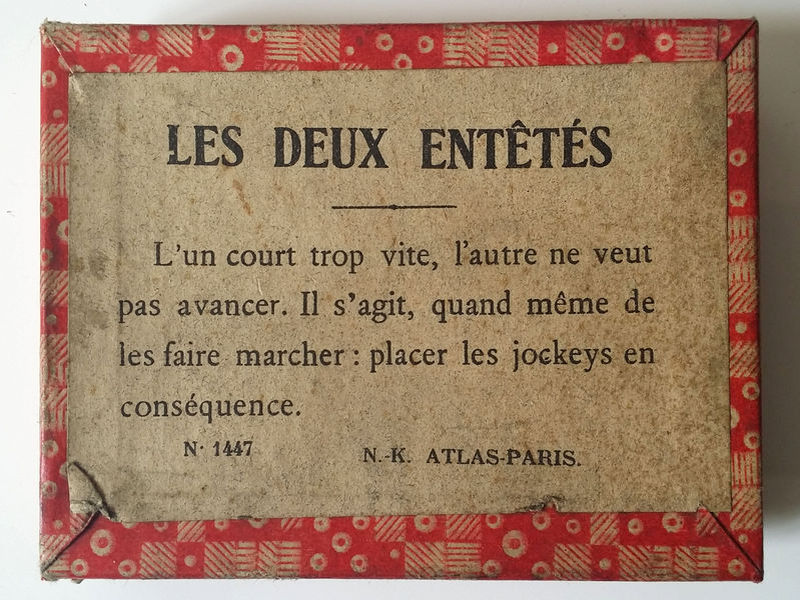 LES DEUX ENTÊTÉS
L'un court trop vite, l'autre ne veut
pas avancer. Il s'agit, quand même de
les faire marcher : placer les jockeys en
conséquence.
N· 1447 N.-K. ATLAS-PARIS.